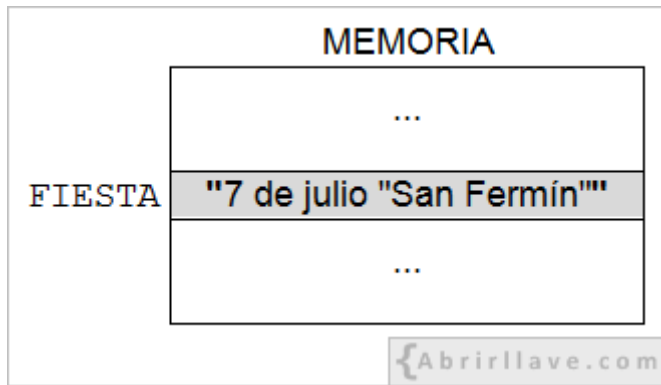 MEMORIA
...
FIESTA "7 de julio "San Fermín""
...
{Abrirllave.com